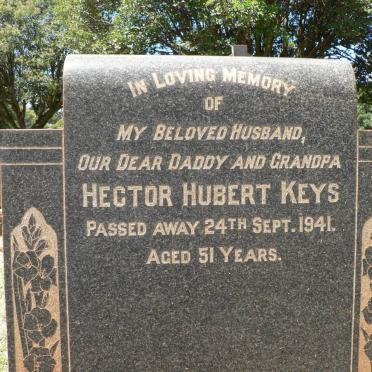 IN LOVING MEMORY
OF
MY BELOVED HUSBAND,
OUR DEAR DADDY AND GRANDPA
HECTOR HUBERT KEYS
PASSED AWAY 24TH SEPT. 1941.
AGED 51 YEARS.